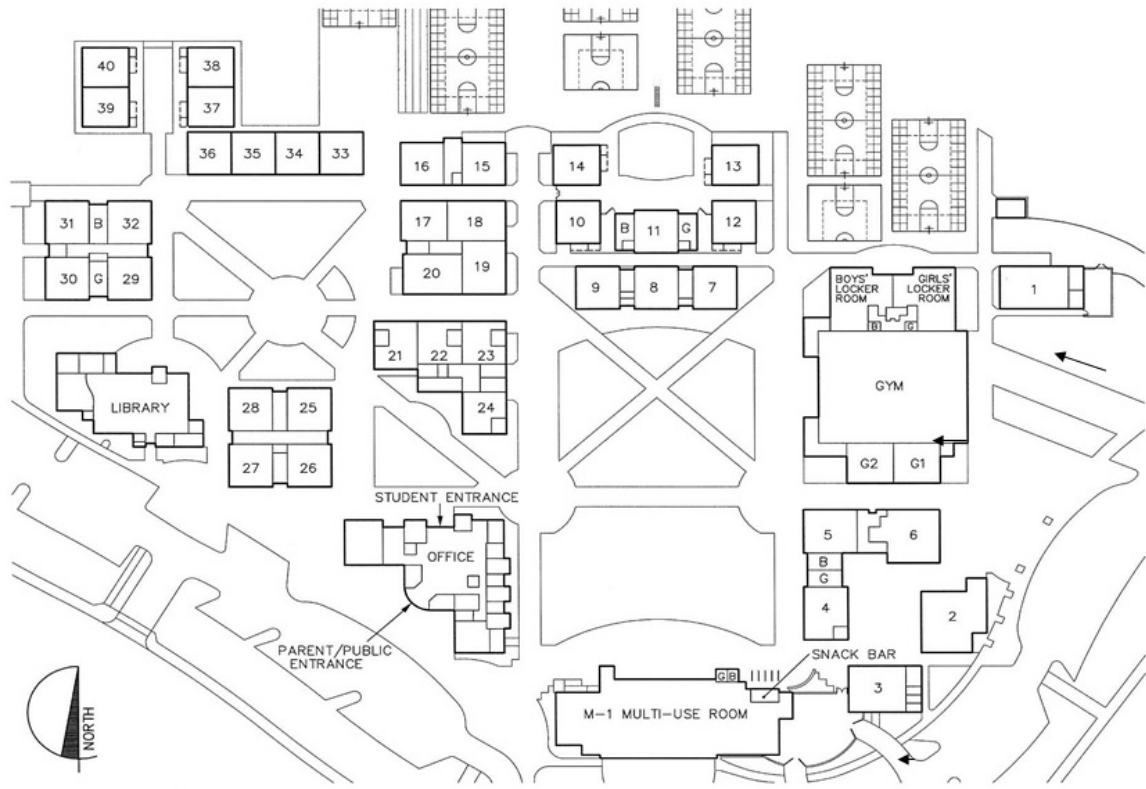 40
38
39
37
36
35
34
33
16
15
14
13
31
B
32
17
18
10
B
11
G
12
30
G
29
20
19
9
8
7
BOYS'
LOCKER
ROOM
GIRLS'
LOCKER
ROOM
1
B
G
21
22
23
GYM
LIBRARY
28
25
24
27
26
G2
G1
STUDENT ENTRANCE
OFFICE
5
6
B
G
4
2
PARENT/PUBLIC
ENTRANCE
SNACK BAR
G
B
3
M-1 MULTI-USE ROOM
NORTH